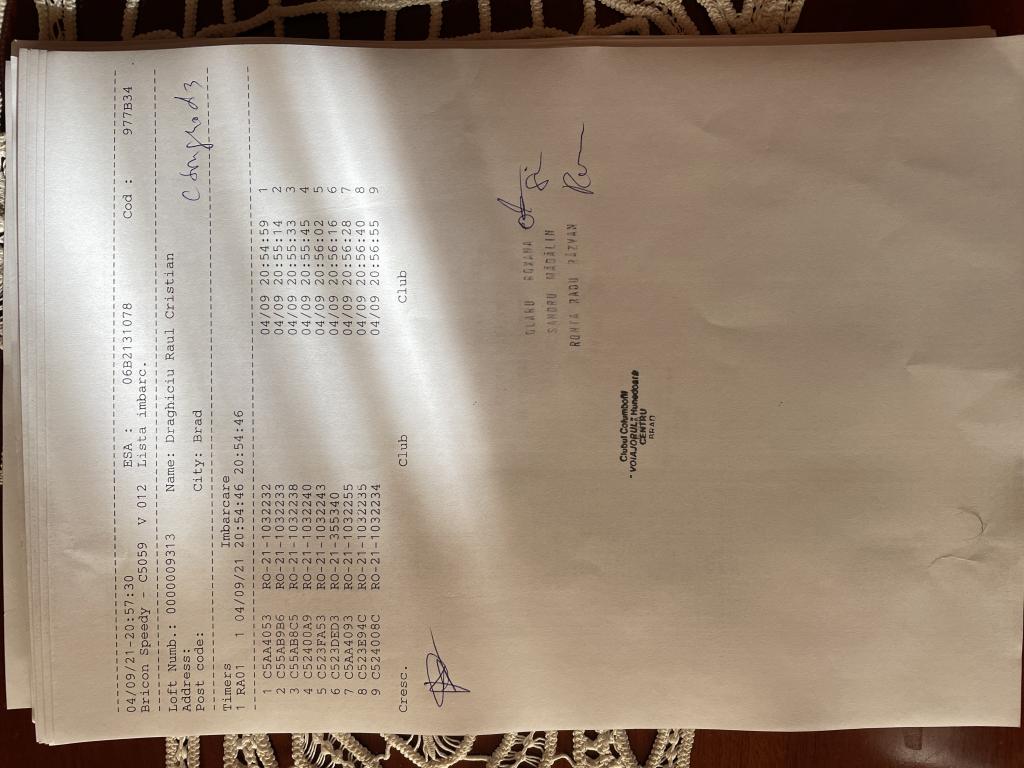 04/09/21-20:57:30 ESA : 06B2131078 Cod : 977B34
Bricon Speedy - C5059 V 012 Lista imbarc.
Loft Numb.: 0000009313 Name: Draghiciu Raul Cristian
Address:
Post code: City: Brad
Timers Imbarcare
1 RA01 1 04/09/21 20:54:46 20:54:46
1 C5AA4053 RO-21-1032232 04/09 20:54:59 1
2 C55AB9B6 RO-21-1032233 04/09 20:55:14 2
3 C55AB8C5 RO-21-1032238 04/09 20:55:33 3
4 C52400A9 RO-21-1032240 04/09 20:55:45 4
5 C523FA53 RO-21-1032243 04/09 20:56:02 5
6 C523DED3 RO-21-355340 04/09 20:56:16 6
7 C5AA4093 RO-21-1032255 04/09 20:56:28 7
8 C523E94C RO-21-1032235 04/09 20:56:40 8
9 C524008C RO-21-1032234 04/09 20:56:55 9
Cresc. Club Club
OLARU ROXANA
SANDRU MĂDĂLIN
ROMIȚA RADU RĂZVAN
Clubul Columbofil
"VOIAJORUL" Hunedoara
CENTRU
BRAD